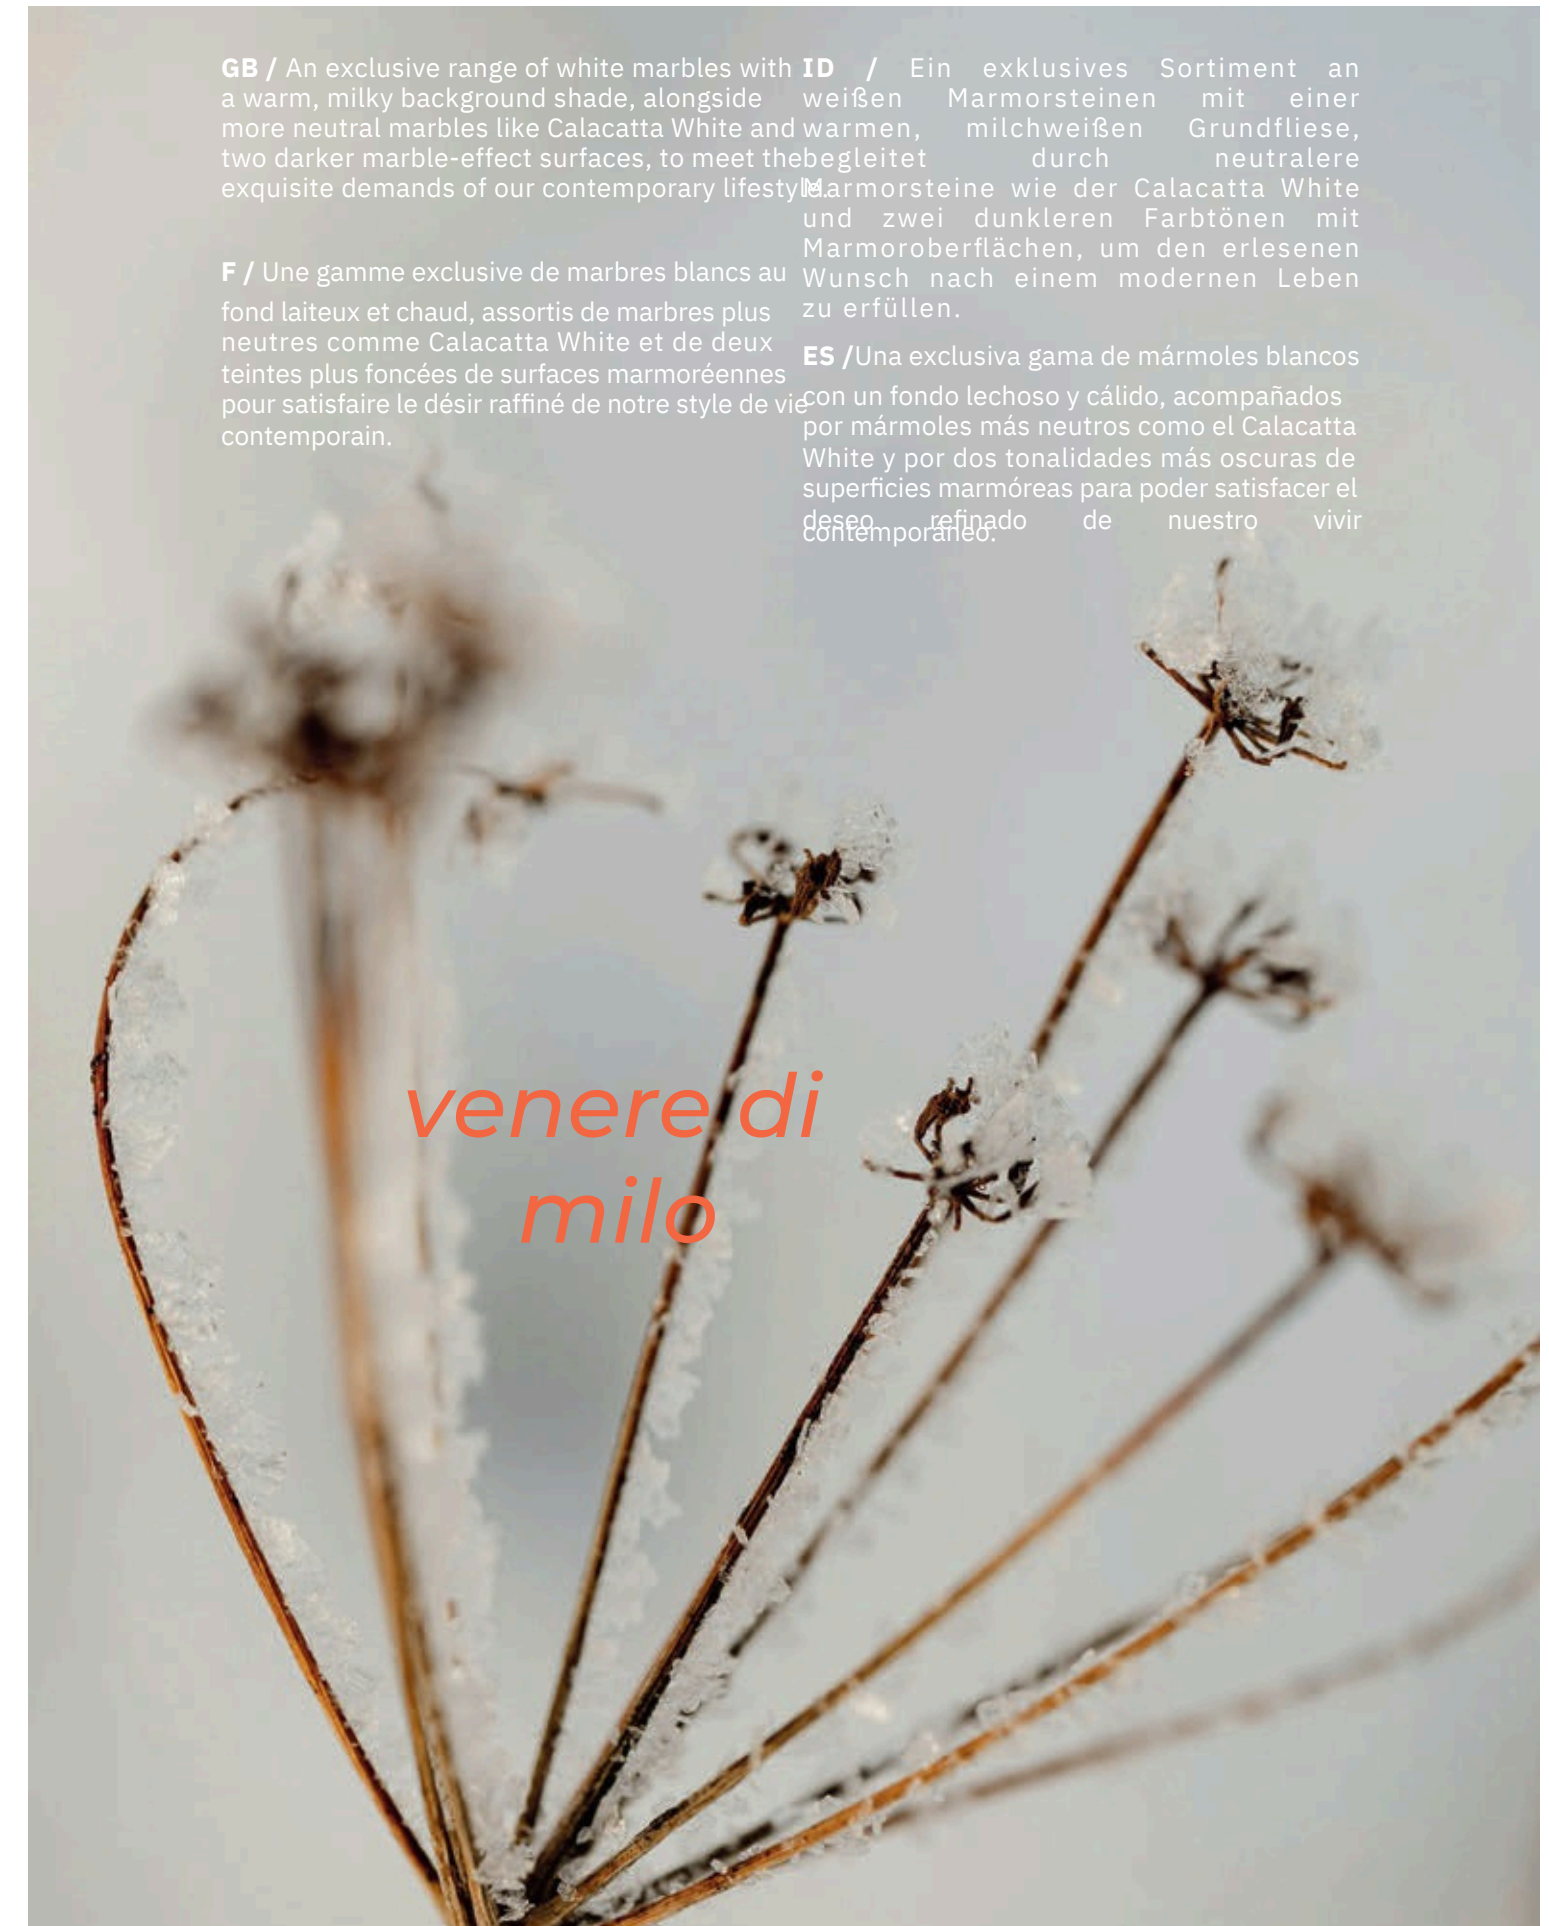 GB / An exclusive range of white marbles with
a warm, milky background shade, alongside
more neutral marbles like Calacatta White and
two darker marble-effect surfaces, to meet the
exquisite demands of our contemporary lifestyle.
F / Une gamme exclusive de marbres blancs au
fond laiteux et chaud, assortis de marbres plus
neutres comme Calacatta White et de deux
teintes plus foncées de surfaces marmoréennes
pour satisfaire le désir raffiné de notre style de vie
contemporain.
ID / Ein exklusives Sortiment an
weißen Marmorsteinen mit einer
warmen, milchweißen Grundfliese,
begleitet durch neutralere
Marmorsteine wie der Calacatta White
und zwei dunkleren Farbtönen mit
Marmoroberflächen, um den erlesenen
Wunsch nach einem modernen Leben
zu erfüllen.
ES /Una exclusiva gama de mármoles blancos
con un fondo lechoso y cálido, acompañados
por mármoles más neutros como el Calacatta
White y por dos tonalidades más oscuras de
superficies marmóreas para poder satisfacer el
deseo refinado de nuestro vivir
contemporáneo.
venere di
milo